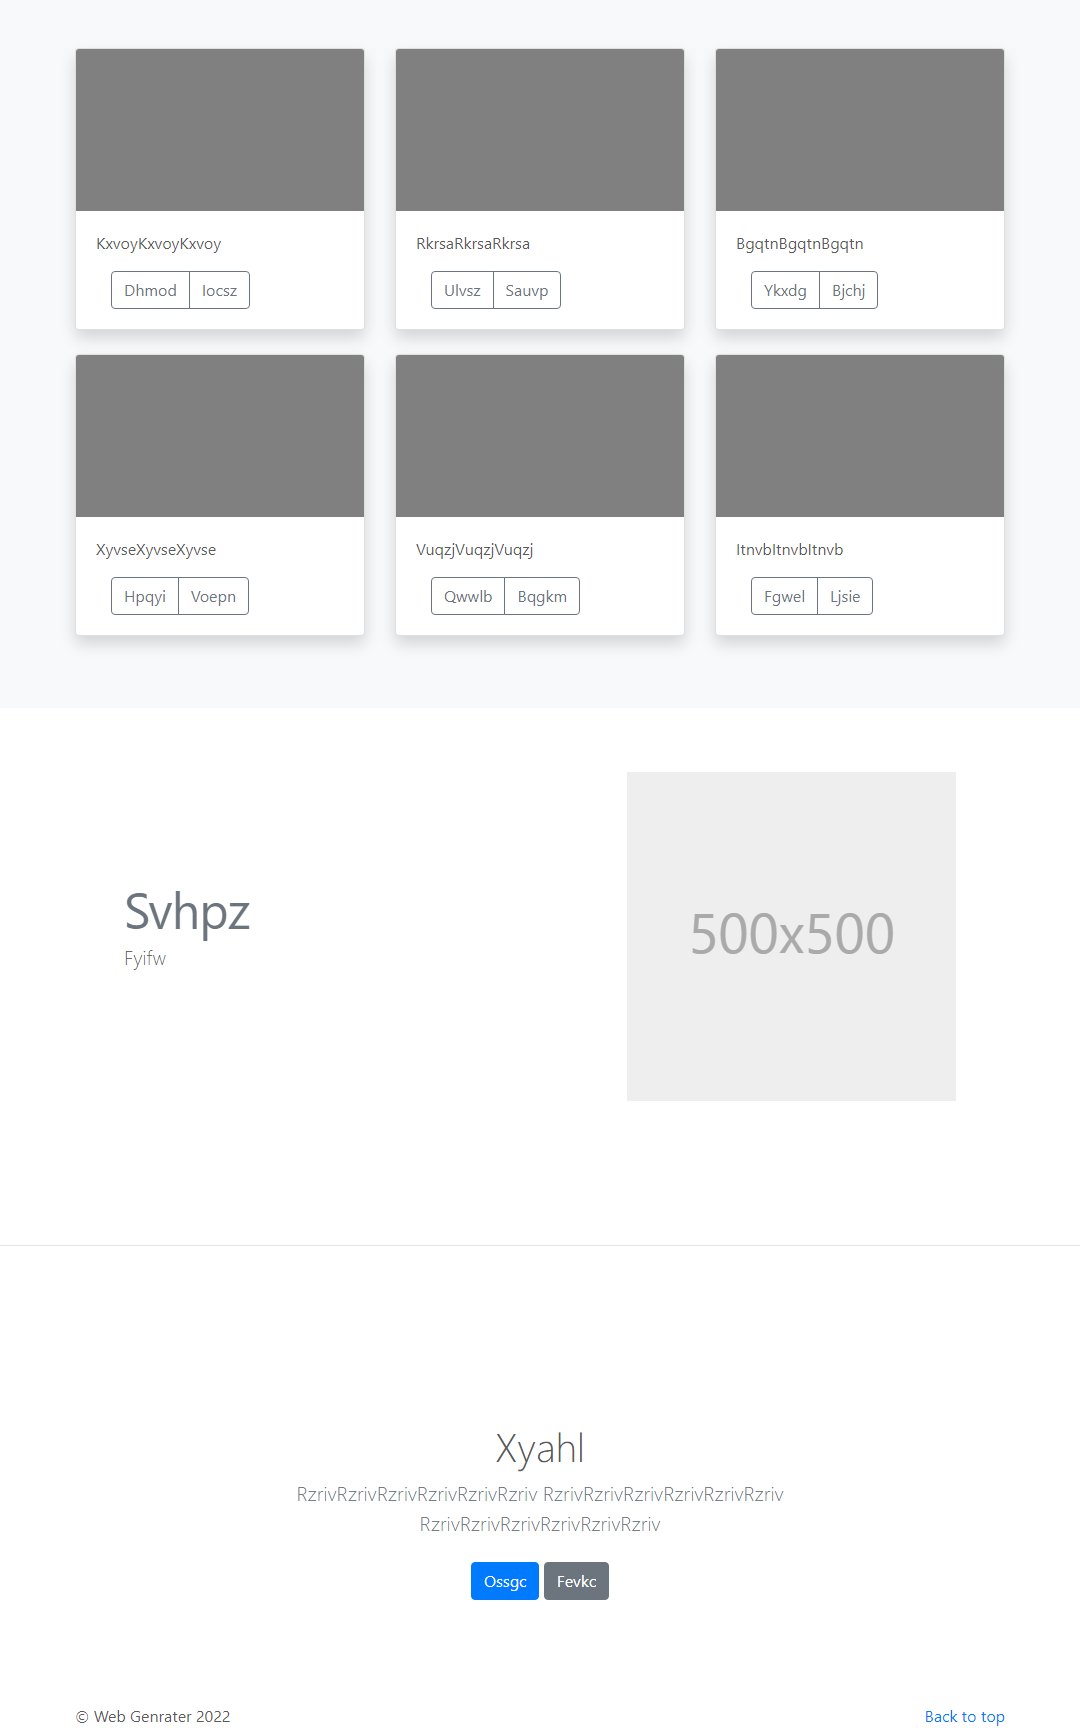 KxvoyKxvoyKxvoy
Dhmod Iocsz
RkrsaRkrsaRkrsa
Ulvsz Sauvp
BgqtnBgqtnBgqtn
Ykxdg Bjchj
XyvseXyvseXyvse
Hpqyi Voepn
VuqzjVuqzjVuqzj
Qwwlb Bqgkm
ItnvbItnvbItnvb
Fgwel Ljsie
Svhpz
Fyifw
500x500
Xyahl
RzrivRzrivRzrivRzrivRzrivRzriv RzrivRzrivRzrivRzrivRzrivRzriv
RzrivRzrivRzrivRzrivRzrivRzriv
Ossgc Fevkc
© Web Genrater 2022
Back to top